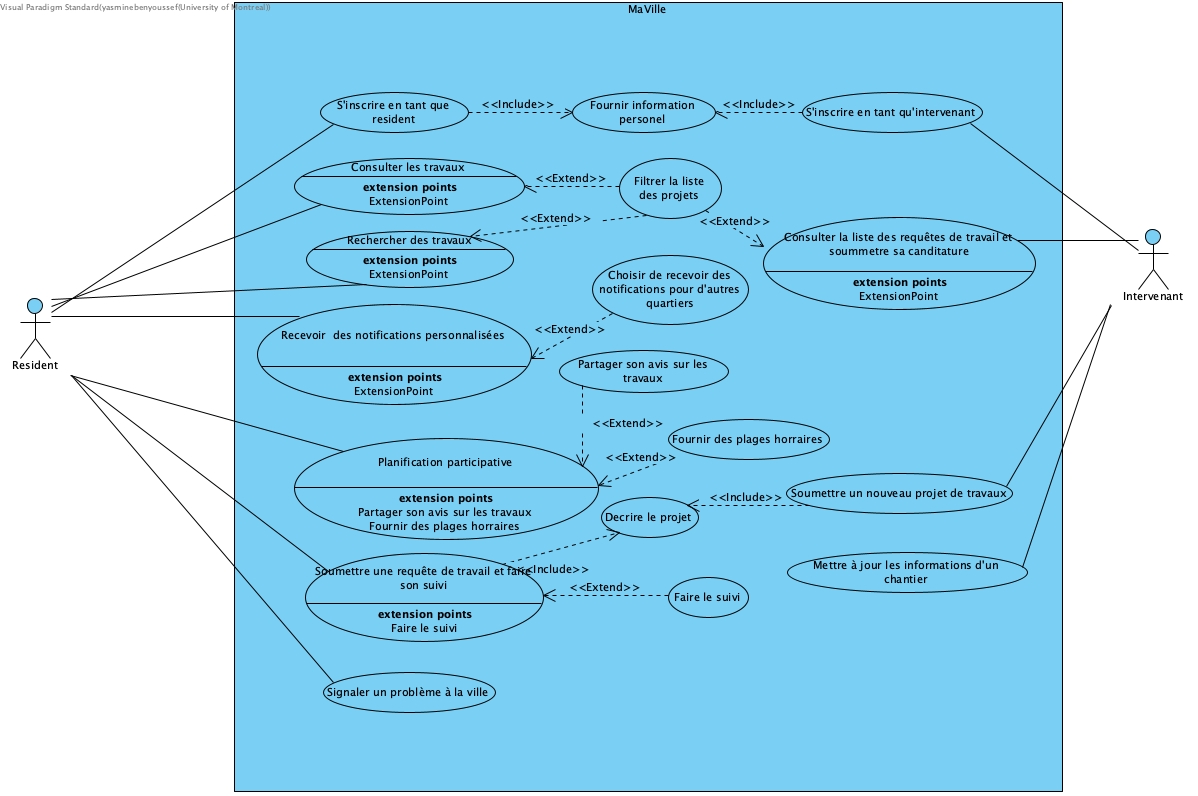 Visual Paradigm Standard(yasminebenyoussef(University of Montreal))
MaVille
S'inscrire en tant que
resident
<<Include>>
Fournir information
personel
<<Include>>
S'inscrire en tant qu'intervenant
Consulter les travaux
extension points
ExtensionPoint
<<Extend>>
Filtrer la liste
des projets
<<Extend>>
<<Extend>>
Rechercher des travaux
extension points
ExtensionPoint
Consulter la liste des requêtes de travail et
soummetre sa canditature
extension points
ExtensionPoint
Choisir de recevoir des
notifications pour d'autres
quartiers
Intervenant
Resident
Recevoir  des notifications personnalisées
extension points
ExtensionPoint
<<Extend>>
Partager son avis sur les
travaux
<<Extend>>
Fournir des plages horraires
<<Extend>>
Planification participative
extension points
Partager son avis sur les travaux
Fournir des plages horraires
Decrire le projet
<<Include>>
Soumettre un nouveau projet de travaux
Soumettre une requête de travail et faire
son suivi
extension points
Faire le suivi
<<Include>>
<<Extend>>
Faire le suivi
Mettre à jour les informations d'un
chantier
Signaler un problème à la ville